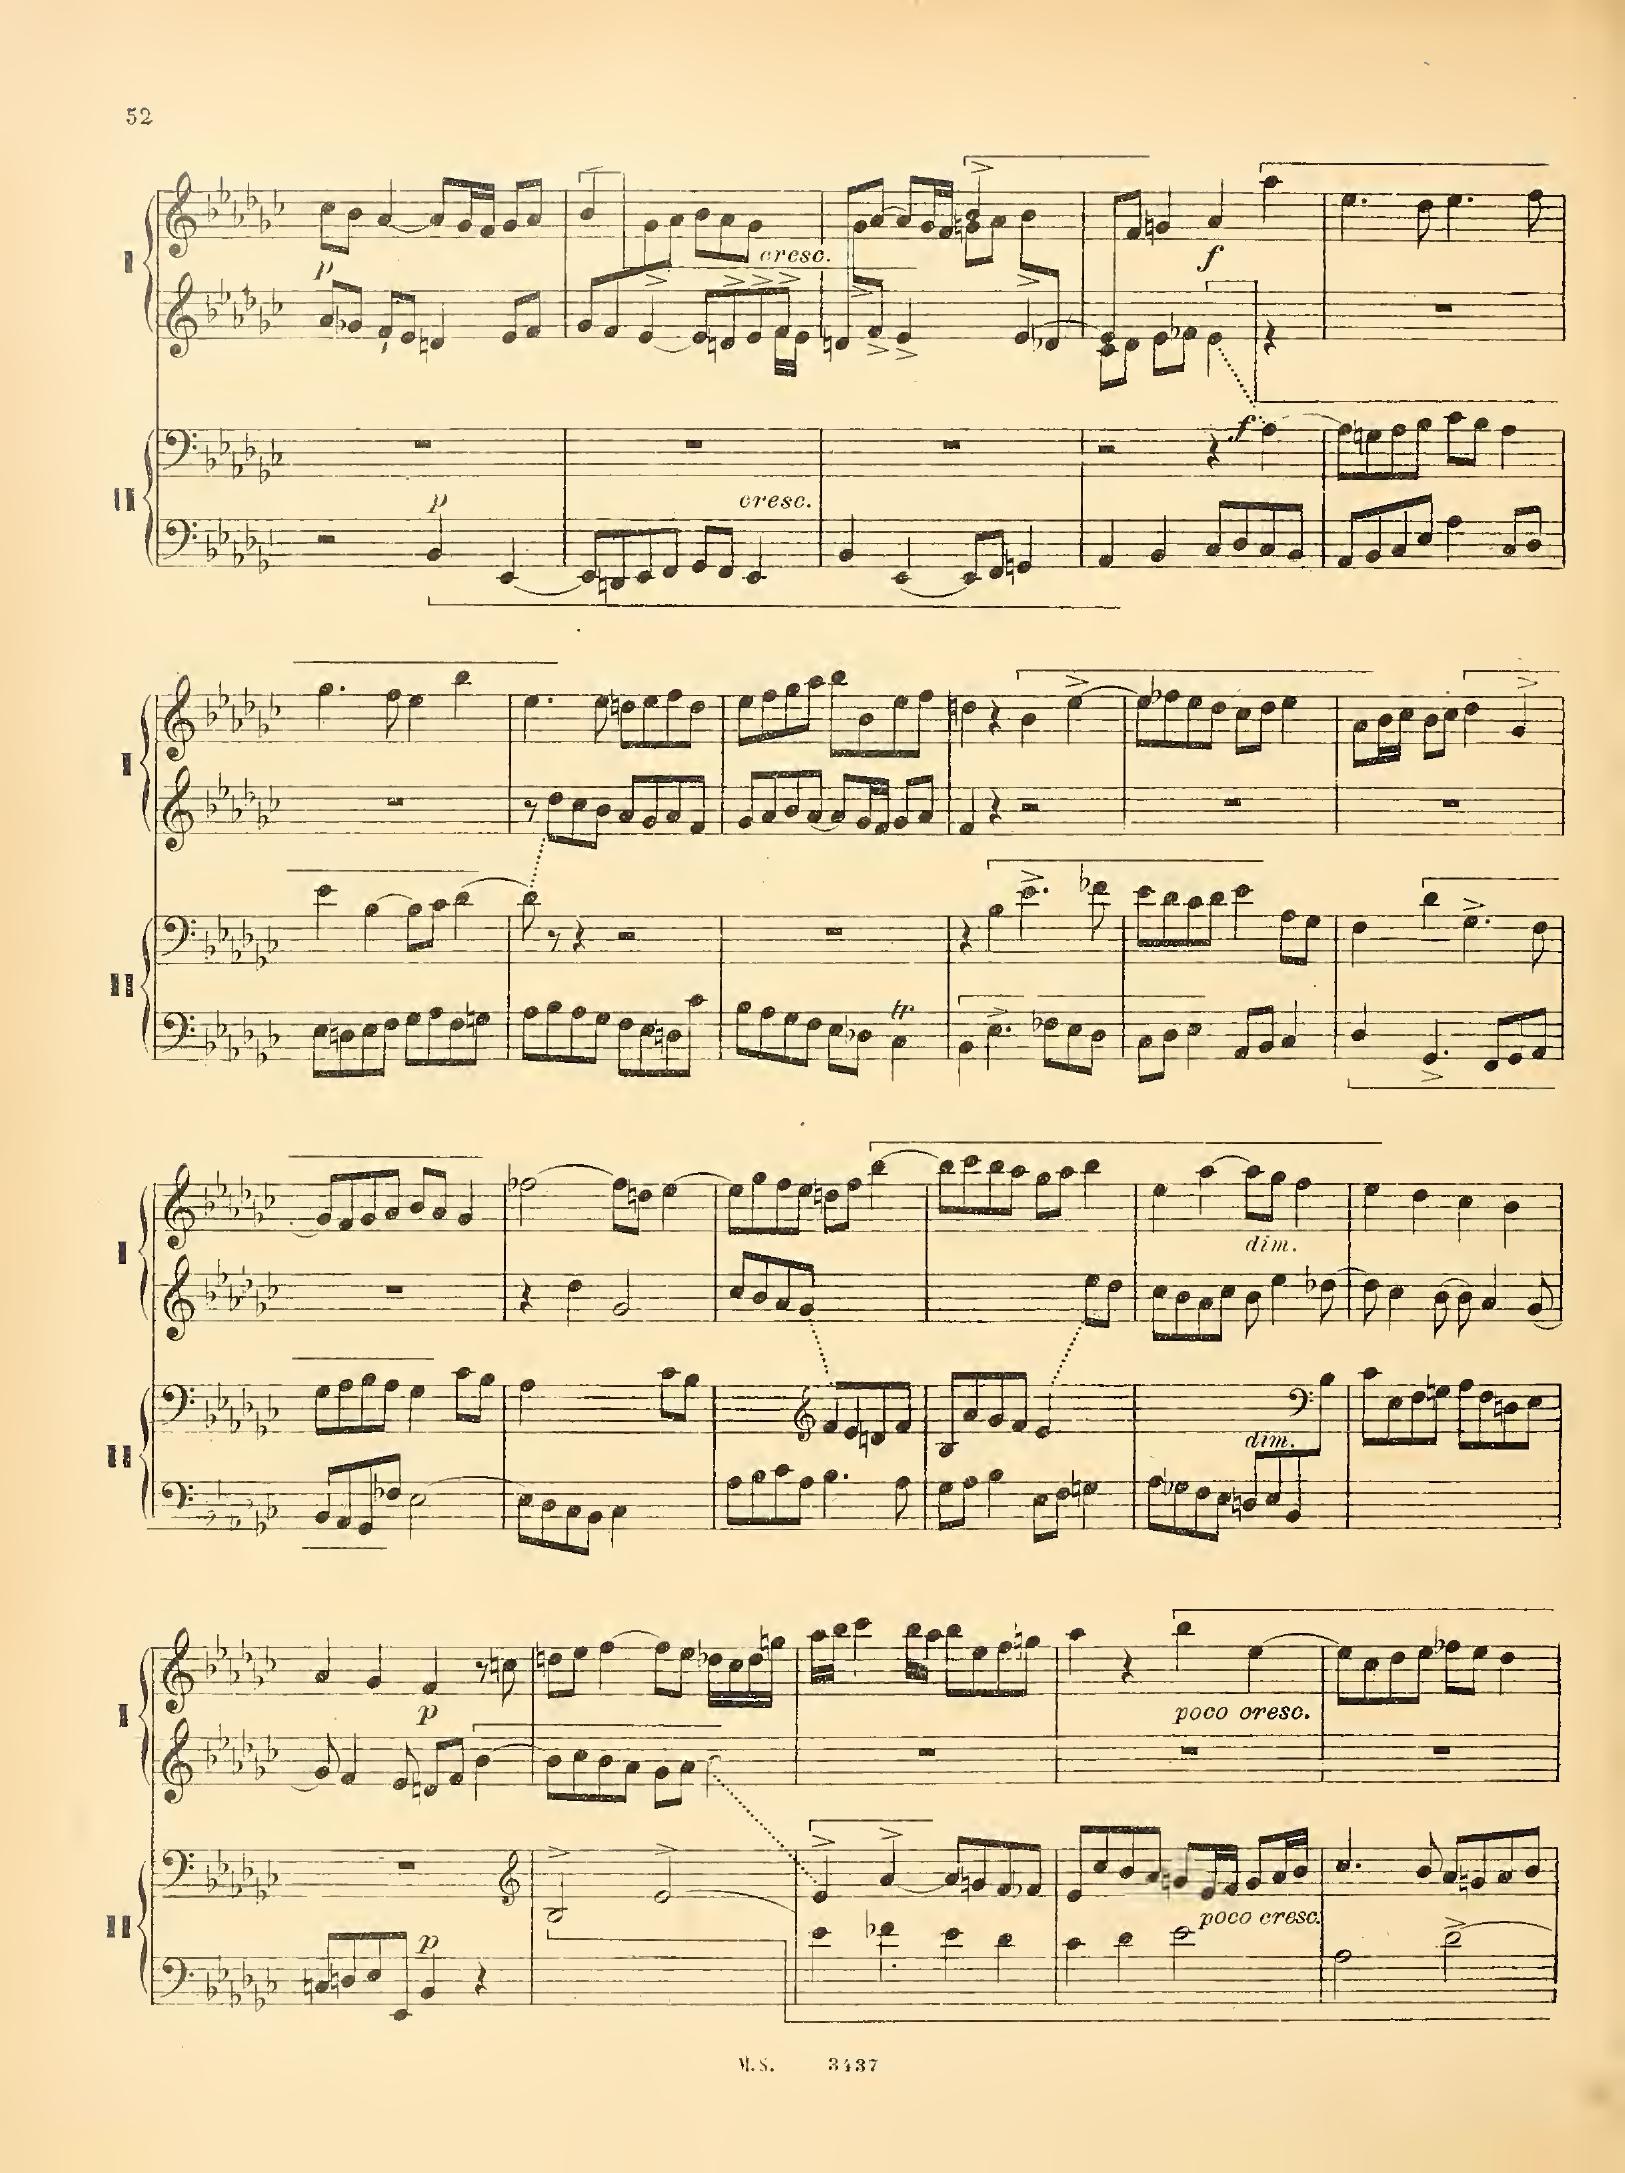 52
I
p
cresc.
f
II
p
cresc.
f
I
II
tr
I
dim.
II
dim.
I
p
poco cresc.
II
p
poco cresc.
M.S. 3437